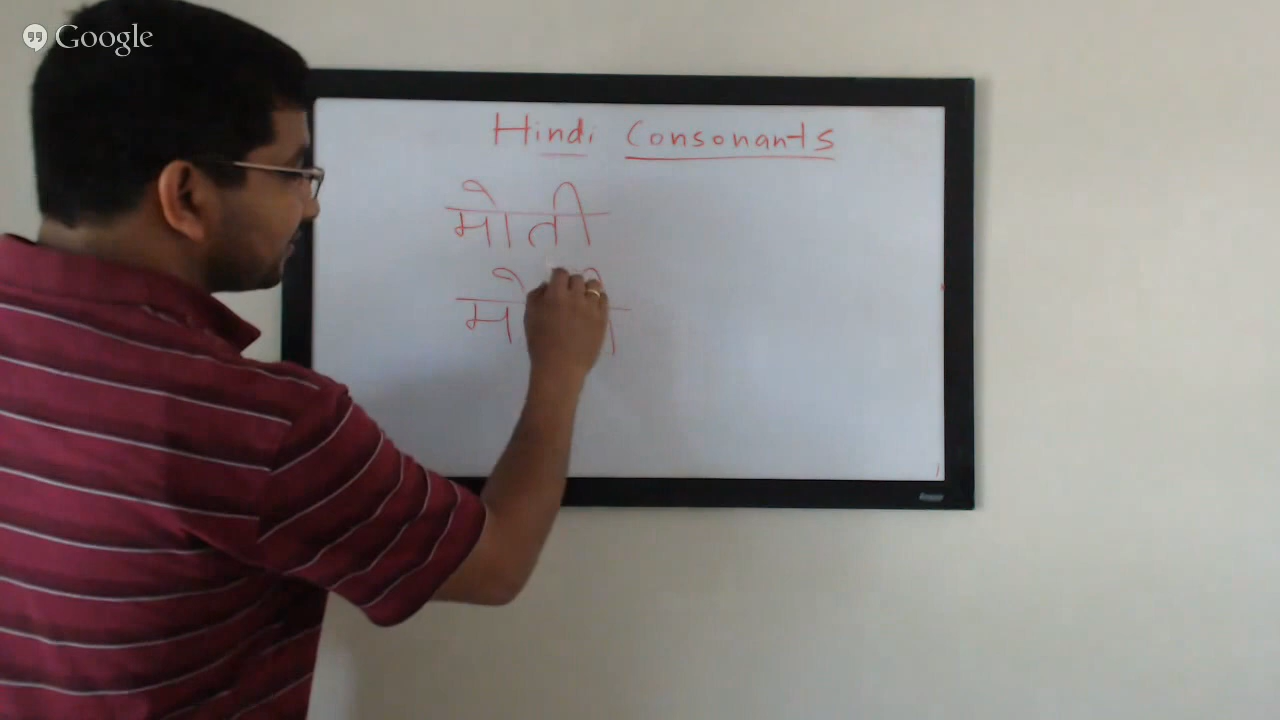 Google
Hindi Consonants
मोती